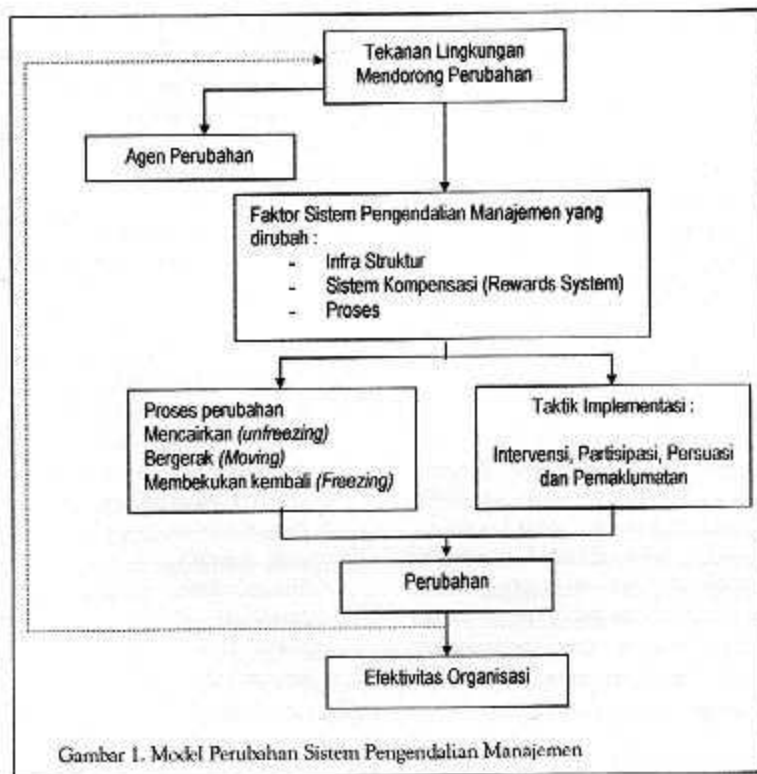 Tekanan Lingkungan
Mendorong Perubahan
Agen Perubahan
Faktor Sistem Pengendalian Manajemen yang
dirubah :
- Infra Struktur
- Sistem Kompensasi (Rewards System)
- Proses
Proses perubahan
Mencairkan (unfreezing)
Bergerak (Moving)
Membekukan kembali (Freezing)
Taktik Implementasi :
Intervensi, Partisipasi, Persuasi
dan Pemaklumatan
Perubahan
Efektivitas Organisasi
Gambar 1. Model Perubahan Sistem Pengendalian Manajemen